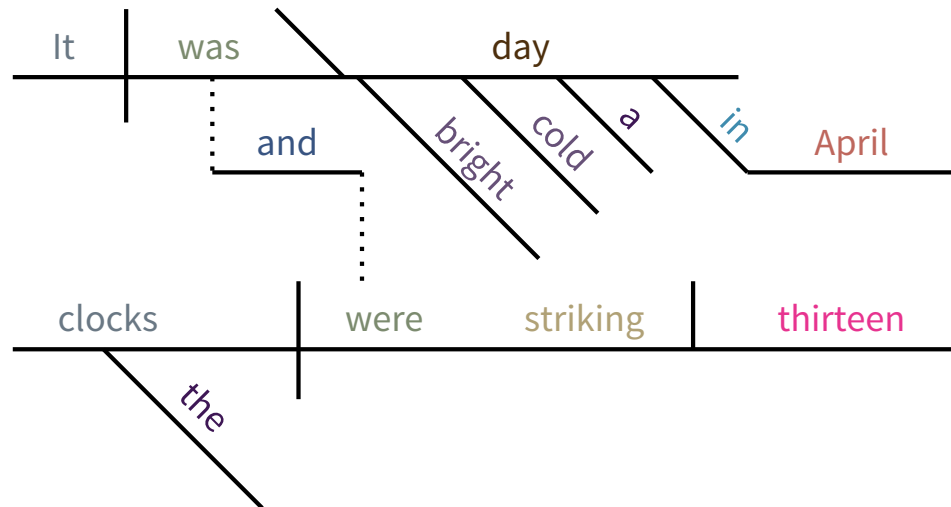 It was day
and bright cold a in April
clocks were striking thirteen
the